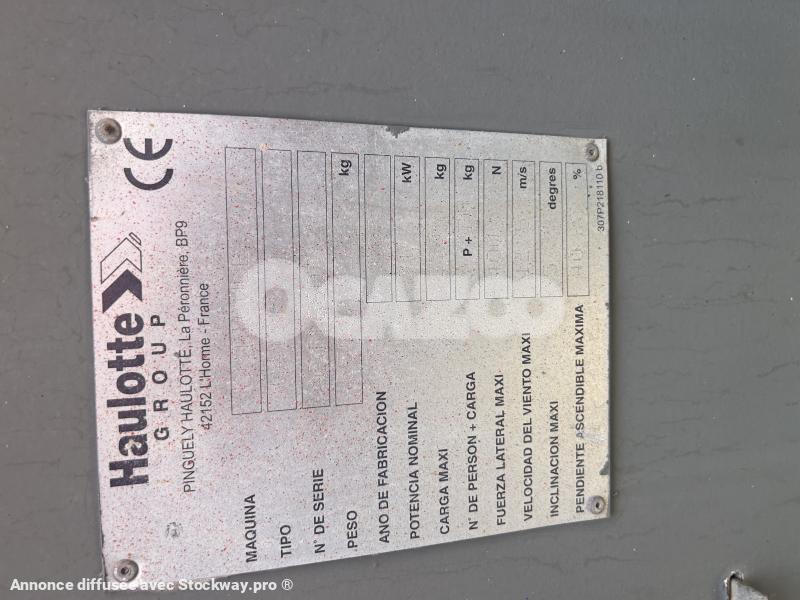 Haulotte
GROUP
CE
PINGUELY HAULOTTE, La Péronnière, BP9
42152 L'Horme - France
MAQUINA
TIPO
N° DE SERIE
PESO kg
ANO DE FABRICACION
POTENCIA NOMINAL kW
CARGA MAXI kg
N° DE PERSON + CARGA P + kg
FUERZA LATERAL MAXI N
VELOCIDAD DEL VIENTO MAXI m/s
INCLINACION MAXI degres
PENDIENTE ASCENDIBLE MAXIMA %
307P218110 b
OCAZOO
Annonce diffusée avec Stockway.pro ®